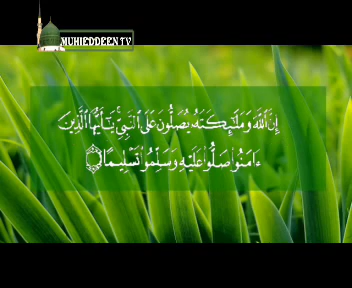 MUHIEDDEEN TV
إِنَّ ٱللَّهَ وَمَلَـٰٓئِكَتَهُۥ يُصَلُّونَ عَلَى ٱلنَّبِىِّ ۚ يَـٰٓأَيُّهَا ٱلَّذِينَ
ءَامَنُوا۟ صَلُّوا۟ عَلَيْهِ وَسَلِّمُوا۟ تَسْلِيمًا